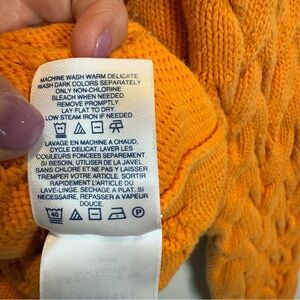 MACHINE WASH WARM DELICATE
WASH DARK COLORS SEPARATELY
ONLY NON-CHLORINE
BLEACH WHEN NEEDED.
REMOVE PROMPTLY.
LAY FLAT TO DRY.
LOW STEAM IRON IF NEEDED.
LAVAGE EN MACHINE A CHAUD,
CYCLE DELICAT. LAVER LES
COULEURS FONCEES SEPAREMENT.
SI BESOIN, UTILISER DE LA JAVEL
SANS CHLORE ET NE PAS Y LAISSER
TREMPER VOTRE ARTICLE. SORTIR
RAPIDEMENT L'ARTICLE DU
LAVE-LINGE. SECHAGE A PLAT. SI
NECESSAIRE, REPASSER A VAPEUR
DOUCE.
40 P